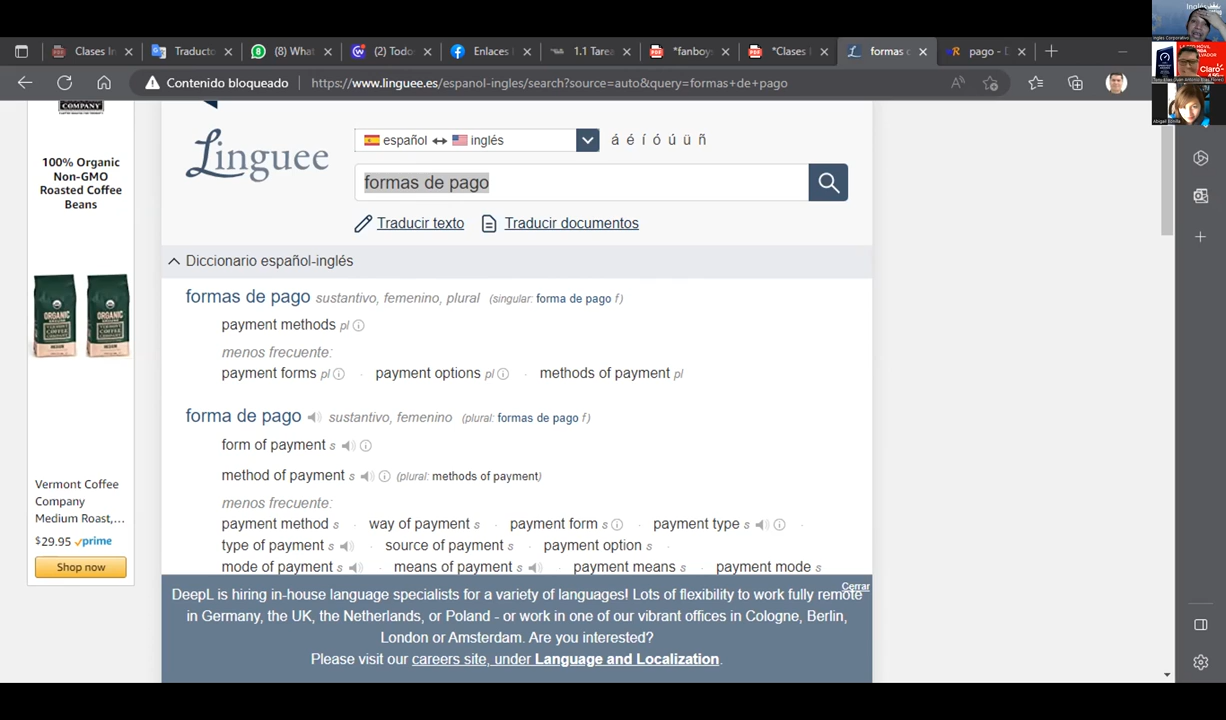 Clases In
Traducto
(8) What
(2) Todo
Enlaces
1.1 Tarea
*fanboys
*Clases I
formas d
pago - D
Contenido bloqueado
https://www.linguee.es/espanol-ingles/search?source=auto&query=formas+de+pago
COMPANY
100% Organic
Non-GMO
Roasted Coffee
Beans
ORGANIC
ORGANIC
Vermont Coffee
Company
Medium Roast,...
$29.95 prime
Shop now
Linguee
español ↔ inglés
á é í ó ú ü ñ
formas de pago
Traducir texto
Traducir documentos
Diccionario español-inglés
formas de pago sustantivo, femenino, plural (singular: forma de pago f)
payment methods pl
menos frecuente:
payment forms pl · payment options pl · methods of payment pl
forma de pago sustantivo, femenino (plural: formas de pago f)
form of payment s
method of payment s (plural: methods of payment)
menos frecuente:
payment method s · way of payment s · payment form s · payment type s ·
type of payment s · source of payment s · payment option s ·
mode of payment s · means of payment s · payment means s · payment mode s
Cerrar
DeepL is hiring in-house language specialists for a variety of languages! Lots of flexibility to work fully remote
in Germany, the UK, the Netherlands, or Poland - or work in one of our vibrant offices in Cologne, Berlin,
London or Amsterdam. Are you interested?
Please visit our careers site, under Language and Localization.
Inglés
Inglés Corporativo
Claro